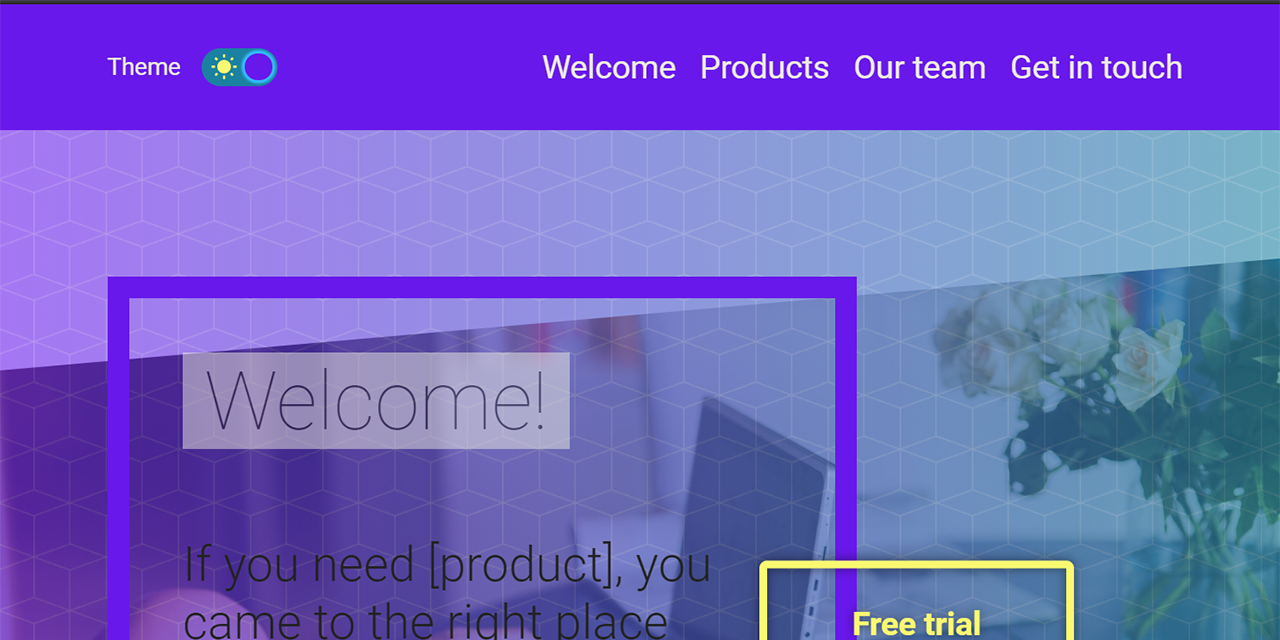 Theme
Welcome Products Our team Get in touch
Welcome!
If you need [product], you
came to the right place
Free trial